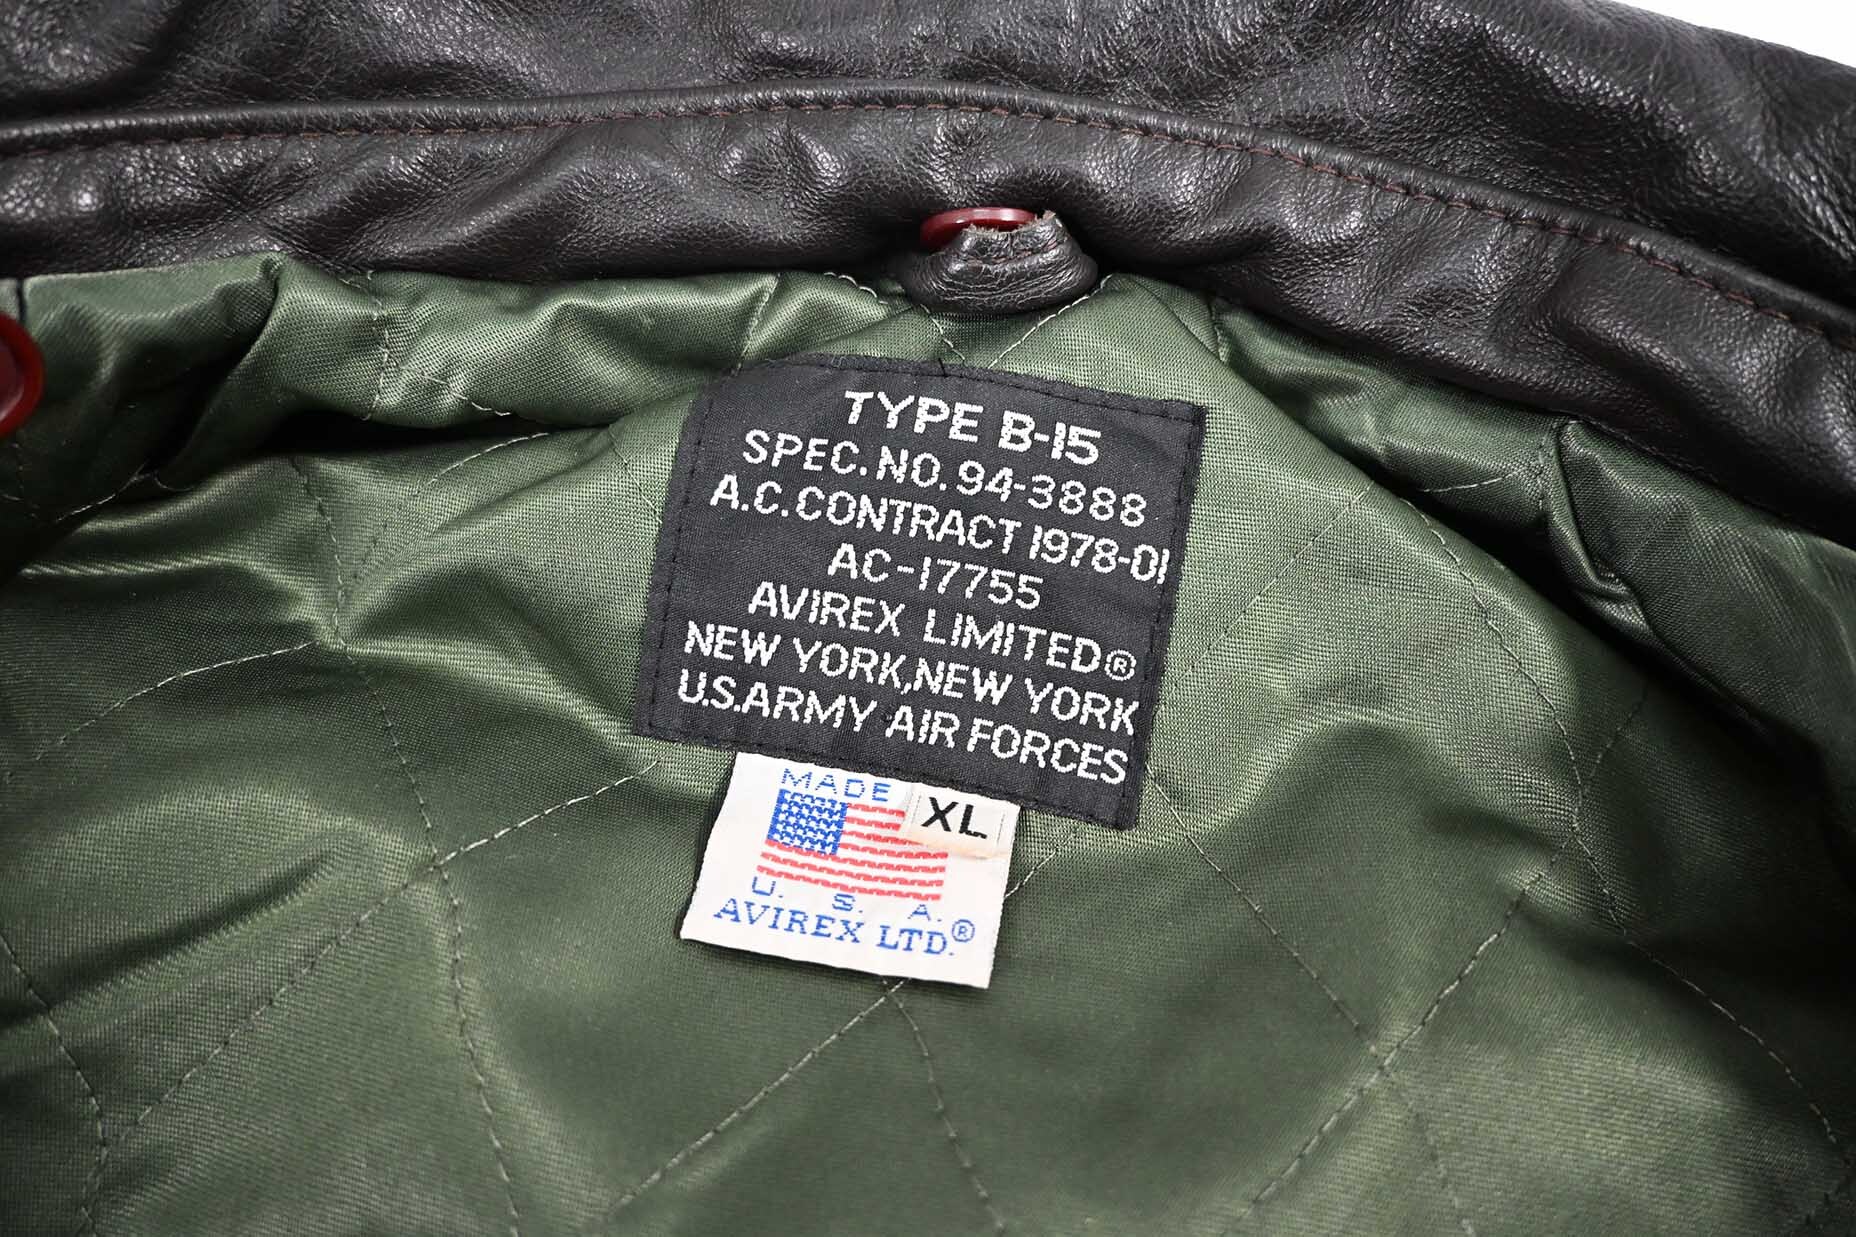 TYPE B-15
SPEC.NO.94-3888
A.C.CONTRACT 1978-01
AC-17755
AVIREX LIMITED®
NEW YORK,NEW YORK
U.S.ARMY AIR FORCES
MADE
XL
U. S. A.
AVIREX LTD.®